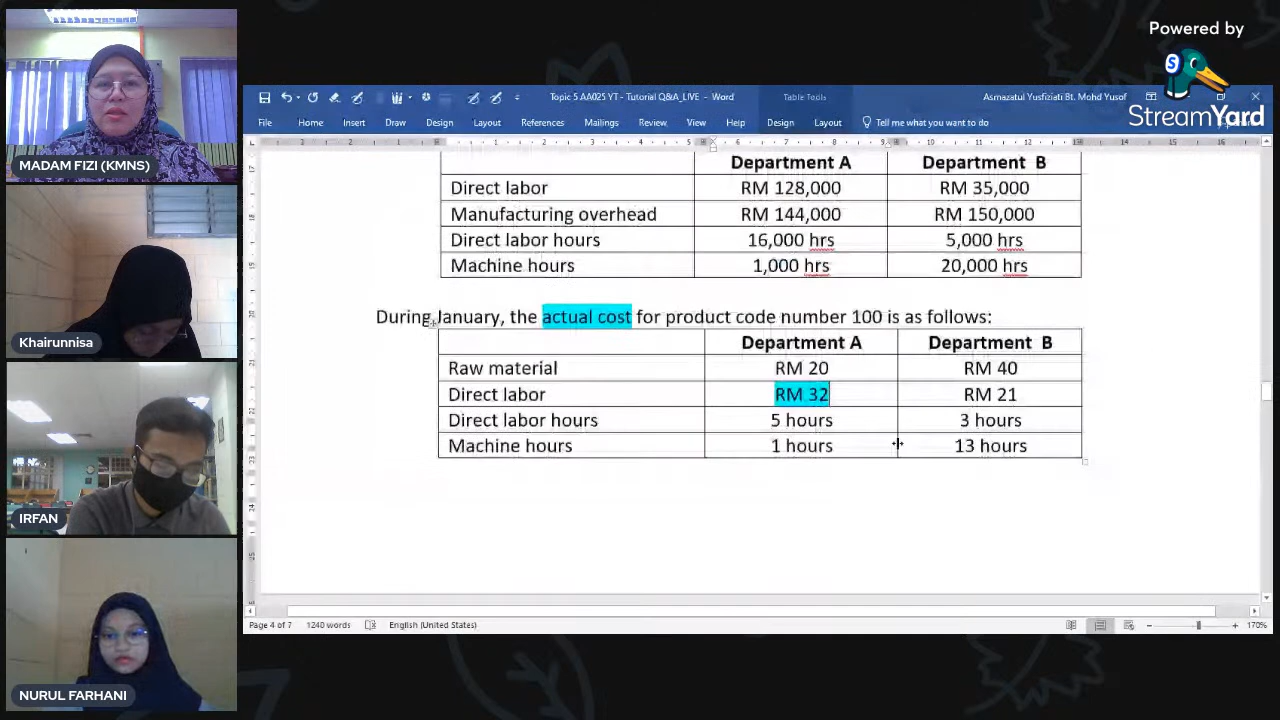 Powered by
StreamYard
MADAM FIZI (KMNS)
Khairunnisa
IRFAN
NURUL FARHANI
Topic 5 AA025 YT - Tutorial Q&A_LIVE - Word
Table Tools
Asmazatul Yusfiziati Bt. Mohd Yusof
File Home Insert Draw Design Layout References Mailings Review View Help Design Layout Tell me what you want to do
Department A Department B
Direct labor RM 128,000 RM 35,000
Manufacturing overhead RM 144,000 RM 150,000
Direct labor hours 16,000 hrs 5,000 hrs
Machine hours 1,000 hrs 20,000 hrs
During January, the actual cost for product code number 100 is as follows:
Department A Department B
Raw material RM 20 RM 40
Direct labor RM 32 RM 21
Direct labor hours 5 hours 3 hours
Machine hours 1 hours 13 hours
Page 4 of 7 1240 words English (United States) 170%